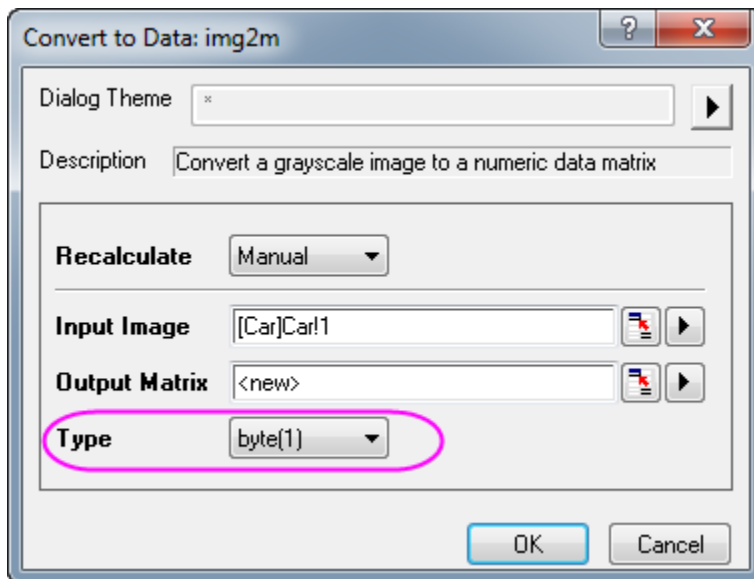 Convert to Data: img2m
?
Dialog Theme *
Description Convert a grayscale image to a numeric data matrix
Recalculate Manual
Input Image [Car]Car!1
Output Matrix <new>
Type byte(1)
OK Cancel